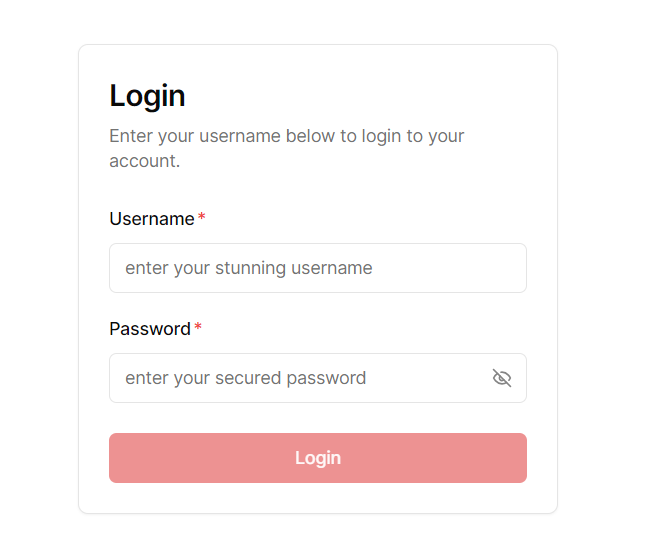 Login
Enter your username below to login to your
account.
Username*
enter your stunning username
Password*
enter your secured password
Login